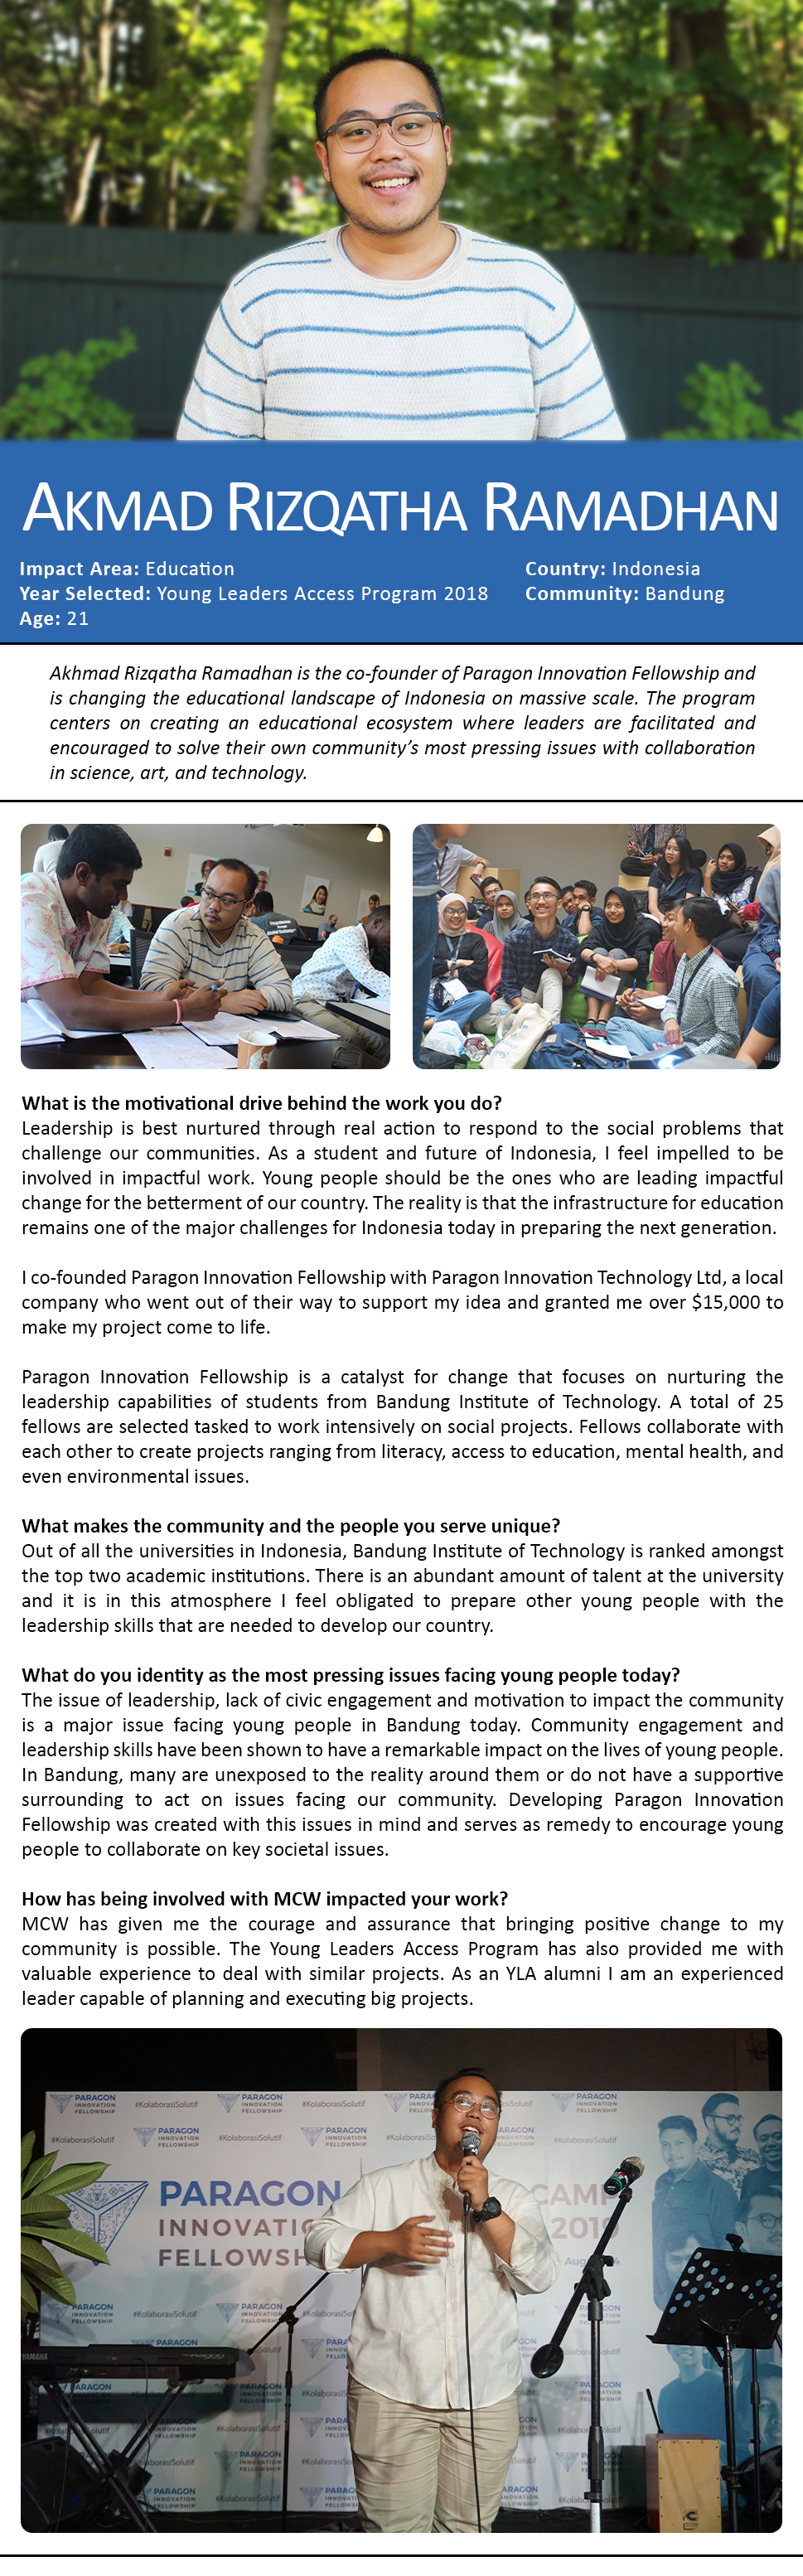 AKMAD RIZQATHA RAMADHAN
Impact Area: Education
Year Selected: Young Leaders Access Program 2018
Age: 21
Country: Indonesia
Community: Bandung
Akhmad Rizqatha Ramadhan is the co-founder of Paragon Innovation Fellowship and
is changing the educational landscape of Indonesia on massive scale. The program
centers on creating an educational ecosystem where leaders are facilitated and
encouraged to solve their own community's most pressing issues with collaboration
in science, art, and technology.
What is the motivational drive behind the work you do?
Leadership is best nurtured through real action to respond to the social problems that
challenge our communities. As a student and future of Indonesia, I feel impelled to be
involved in impactful work. Young people should be the ones who are leading impactful
change for the betterment of our country. The reality is that the infrastructure for education
remains one of the major challenges for Indonesia today in preparing the next generation.
I co-founded Paragon Innovation Fellowship with Paragon Innovation Technology Ltd, a local
company who went out of their way to support my idea and granted me over $15,000 to
make my project come to life.
Paragon Innovation Fellowship is a catalyst for change that focuses on nurturing the
leadership capabilities of students from Bandung Institute of Technology. A total of 25
fellows are selected tasked to work intensively on social projects. Fellows collaborate with
each other to create projects ranging from literacy, access to education, mental health, and
even environmental issues.
What makes the community and the people you serve unique?
Out of all the universities in Indonesia, Bandung Institute of Technology is ranked amongst
the top two academic institutions. There is an abundant amount of talent at the university
and it is in this atmosphere I feel obligated to prepare other young people with the
leadership skills that are needed to develop our country.
What do you identity as the most pressing issues facing young people today?
The issue of leadership, lack of civic engagement and motivation to impact the community
is a major issue facing young people in Bandung today. Community engagement and
leadership skills have been shown to have a remarkable impact on the lives of young people.
In Bandung, many are unexposed to the reality around them or do not have a supportive
surrounding to act on issues facing our community. Developing Paragon Innovation
Fellowship was created with this issues in mind and serves as remedy to encourage young
people to collaborate on key societal issues.
How has being involved with MCW impacted your work?
MCW has given me the courage and assurance that bringing positive change to my
community is possible. The Young Leaders Access Program has also provided me with
valuable experience to deal with similar projects. As an YLA alumni I am an experienced
leader capable of planning and executing big projects.
PARAGON
INNOVATION
FELLOWSHIP
#KolaborasiSolutif
PARAGON
INNOVATIO
FELLOWSH
CAMP
2019
YAMAHA